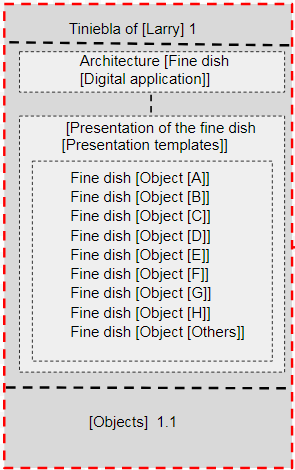 Tiniebla of [Larry] 1
Architecture [Fine dish
[Digital application]]
[Presentation of the fine dish
[Presentation templates]]
Fine dish [Object [A]]
Fine dish [Object [B]]
Fine dish [Object [C]]
Fine dish [Object [D]]
Fine dish [Object [E]]
Fine dish [Object [F]]
Fine dish [Object [G]]
Fine dish [Object [H]]
Fine dish [Object [Others]]
[Objects] 1.1